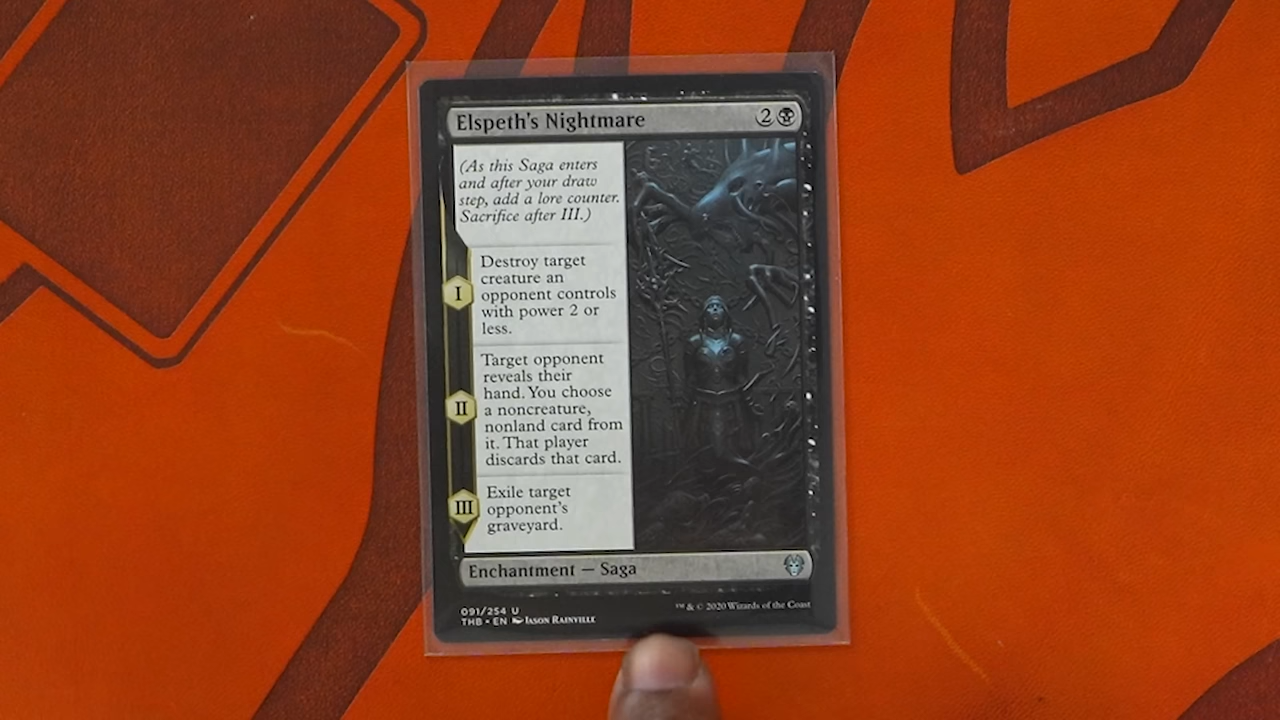 Elspeth's Nightmare 2
(As this Saga enters
and after your draw
step, add a lore counter.
Sacrifice after III.)
I
Destroy target
creature an
opponent controls
with power 2 or
less.
II
Target opponent
reveals their
hand. You choose
a noncreature,
nonland card from
it. That player
discards that card.
III
Exile target
opponent's
graveyard.
Enchantment — Saga
091/254 U
THB • EN Jason Rainville
™ & © 2020 Wizards of the Coast